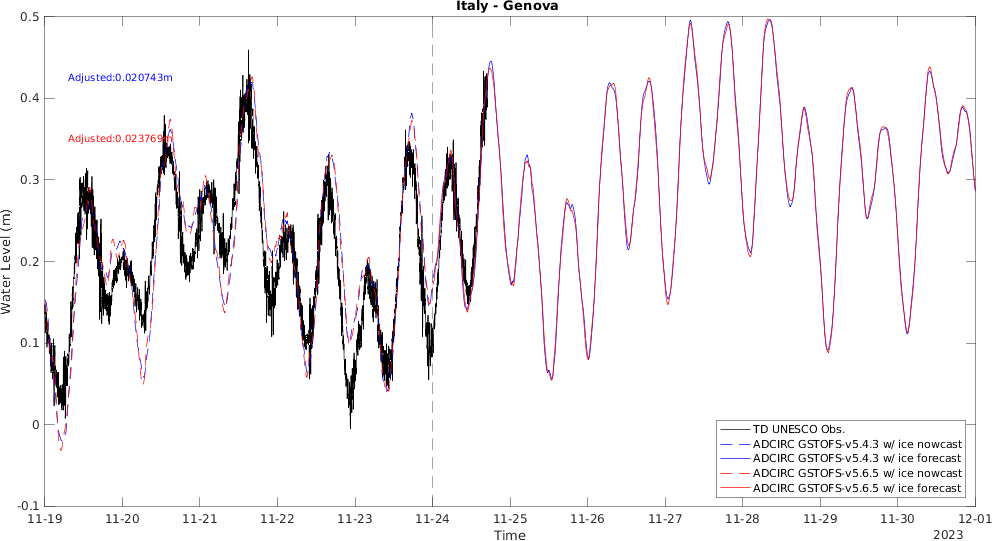 Italy - Genova
0.5
0.4
0.3
0.2
0.1
0
-0.1
Water Level (m)
Adjusted:0.020743m
Adjusted:0.023769m
TD UNESCO Obs.
ADCIRC GSTOFS-v5.4.3 w/ ice nowcast
ADCIRC GSTOFS-v5.4.3 w/ ice forecast
ADCIRC GSTOFS-v5.6.5 w/ ice nowcast
ADCIRC GSTOFS-v5.6.5 w/ ice forecast
11-19 11-20 11-21 11-22 11-23 11-24 11-25 11-26 11-27 11-28 11-29 11-30 12-01
Time
2023